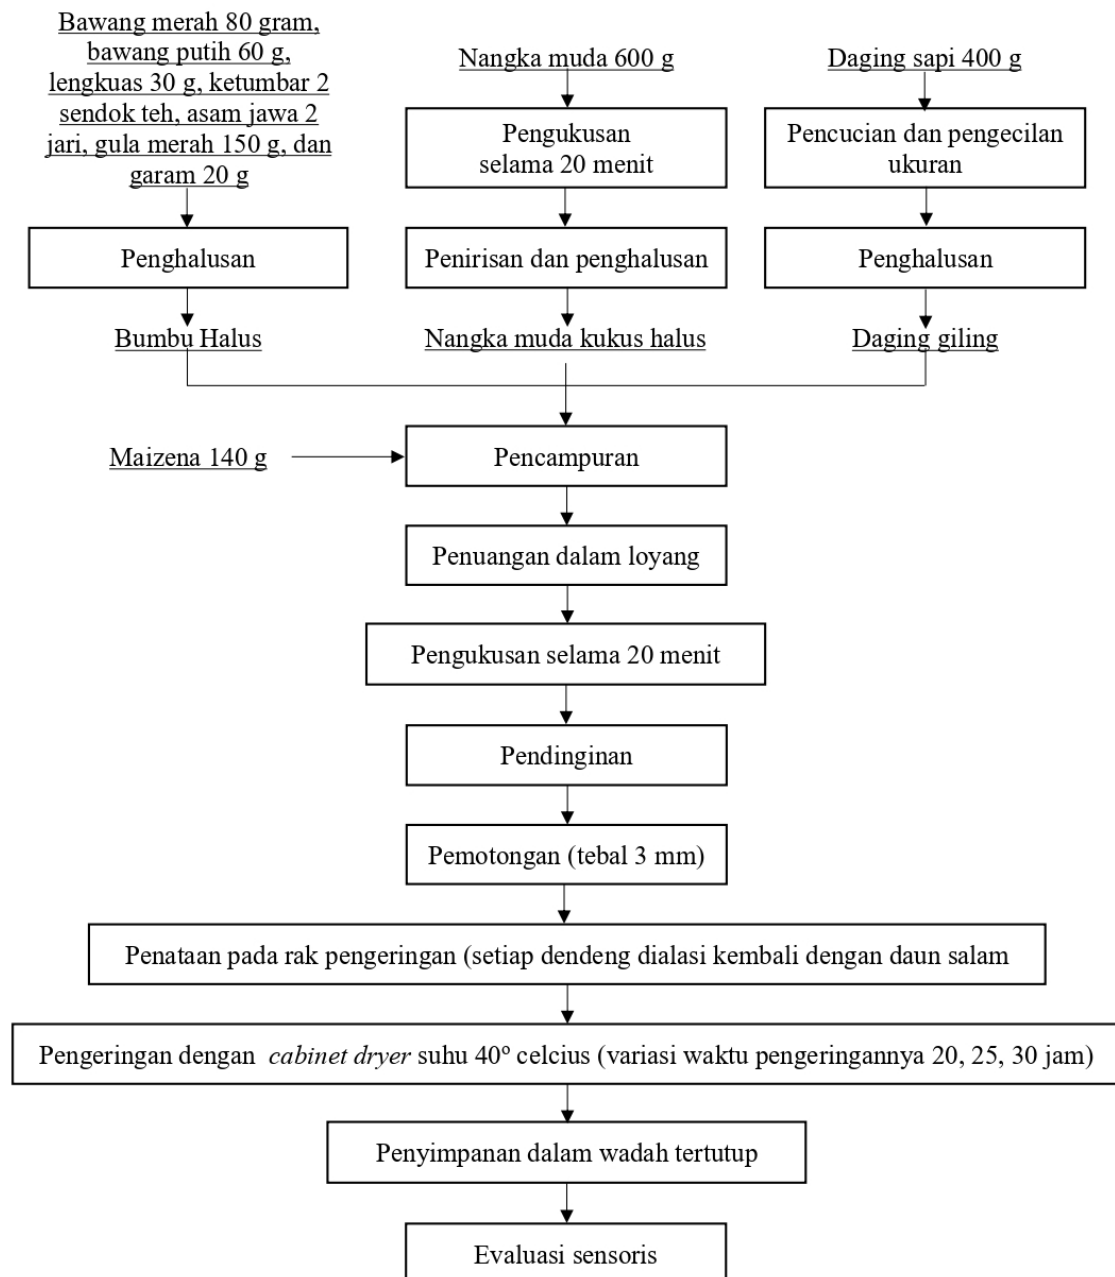 Bawang merah 80 gram,
bawang putih 60 g,
lengkuas 30 g, ketumbar 2
sendok teh, asam jawa 2
jari, gula merah 150 g, dan
garam 20 g
Penghalusan
Bumbu Halus
Nangka muda 600 g
Pengukusan
selama 20 menit
Penirisan dan penghalusan
Nangka muda kukus halus
Daging sapi 400 g
Pencucian dan pengecilan
ukuran
Penghalusan
Daging giling
Maizena 140 g
Pencampuran
Penuangan dalam loyang
Pengukusan selama 20 menit
Pendinginan
Pemotongan (tebal 3 mm)
Penataan pada rak pengeringan (setiap dendeng dialasi kembali dengan daun salam
Pengeringan dengan cabinet dryer suhu 40º celcius (variasi waktu pengeringannya 20, 25, 30 jam)
Penyimpanan dalam wadah tertutup
Evaluasi sensoris